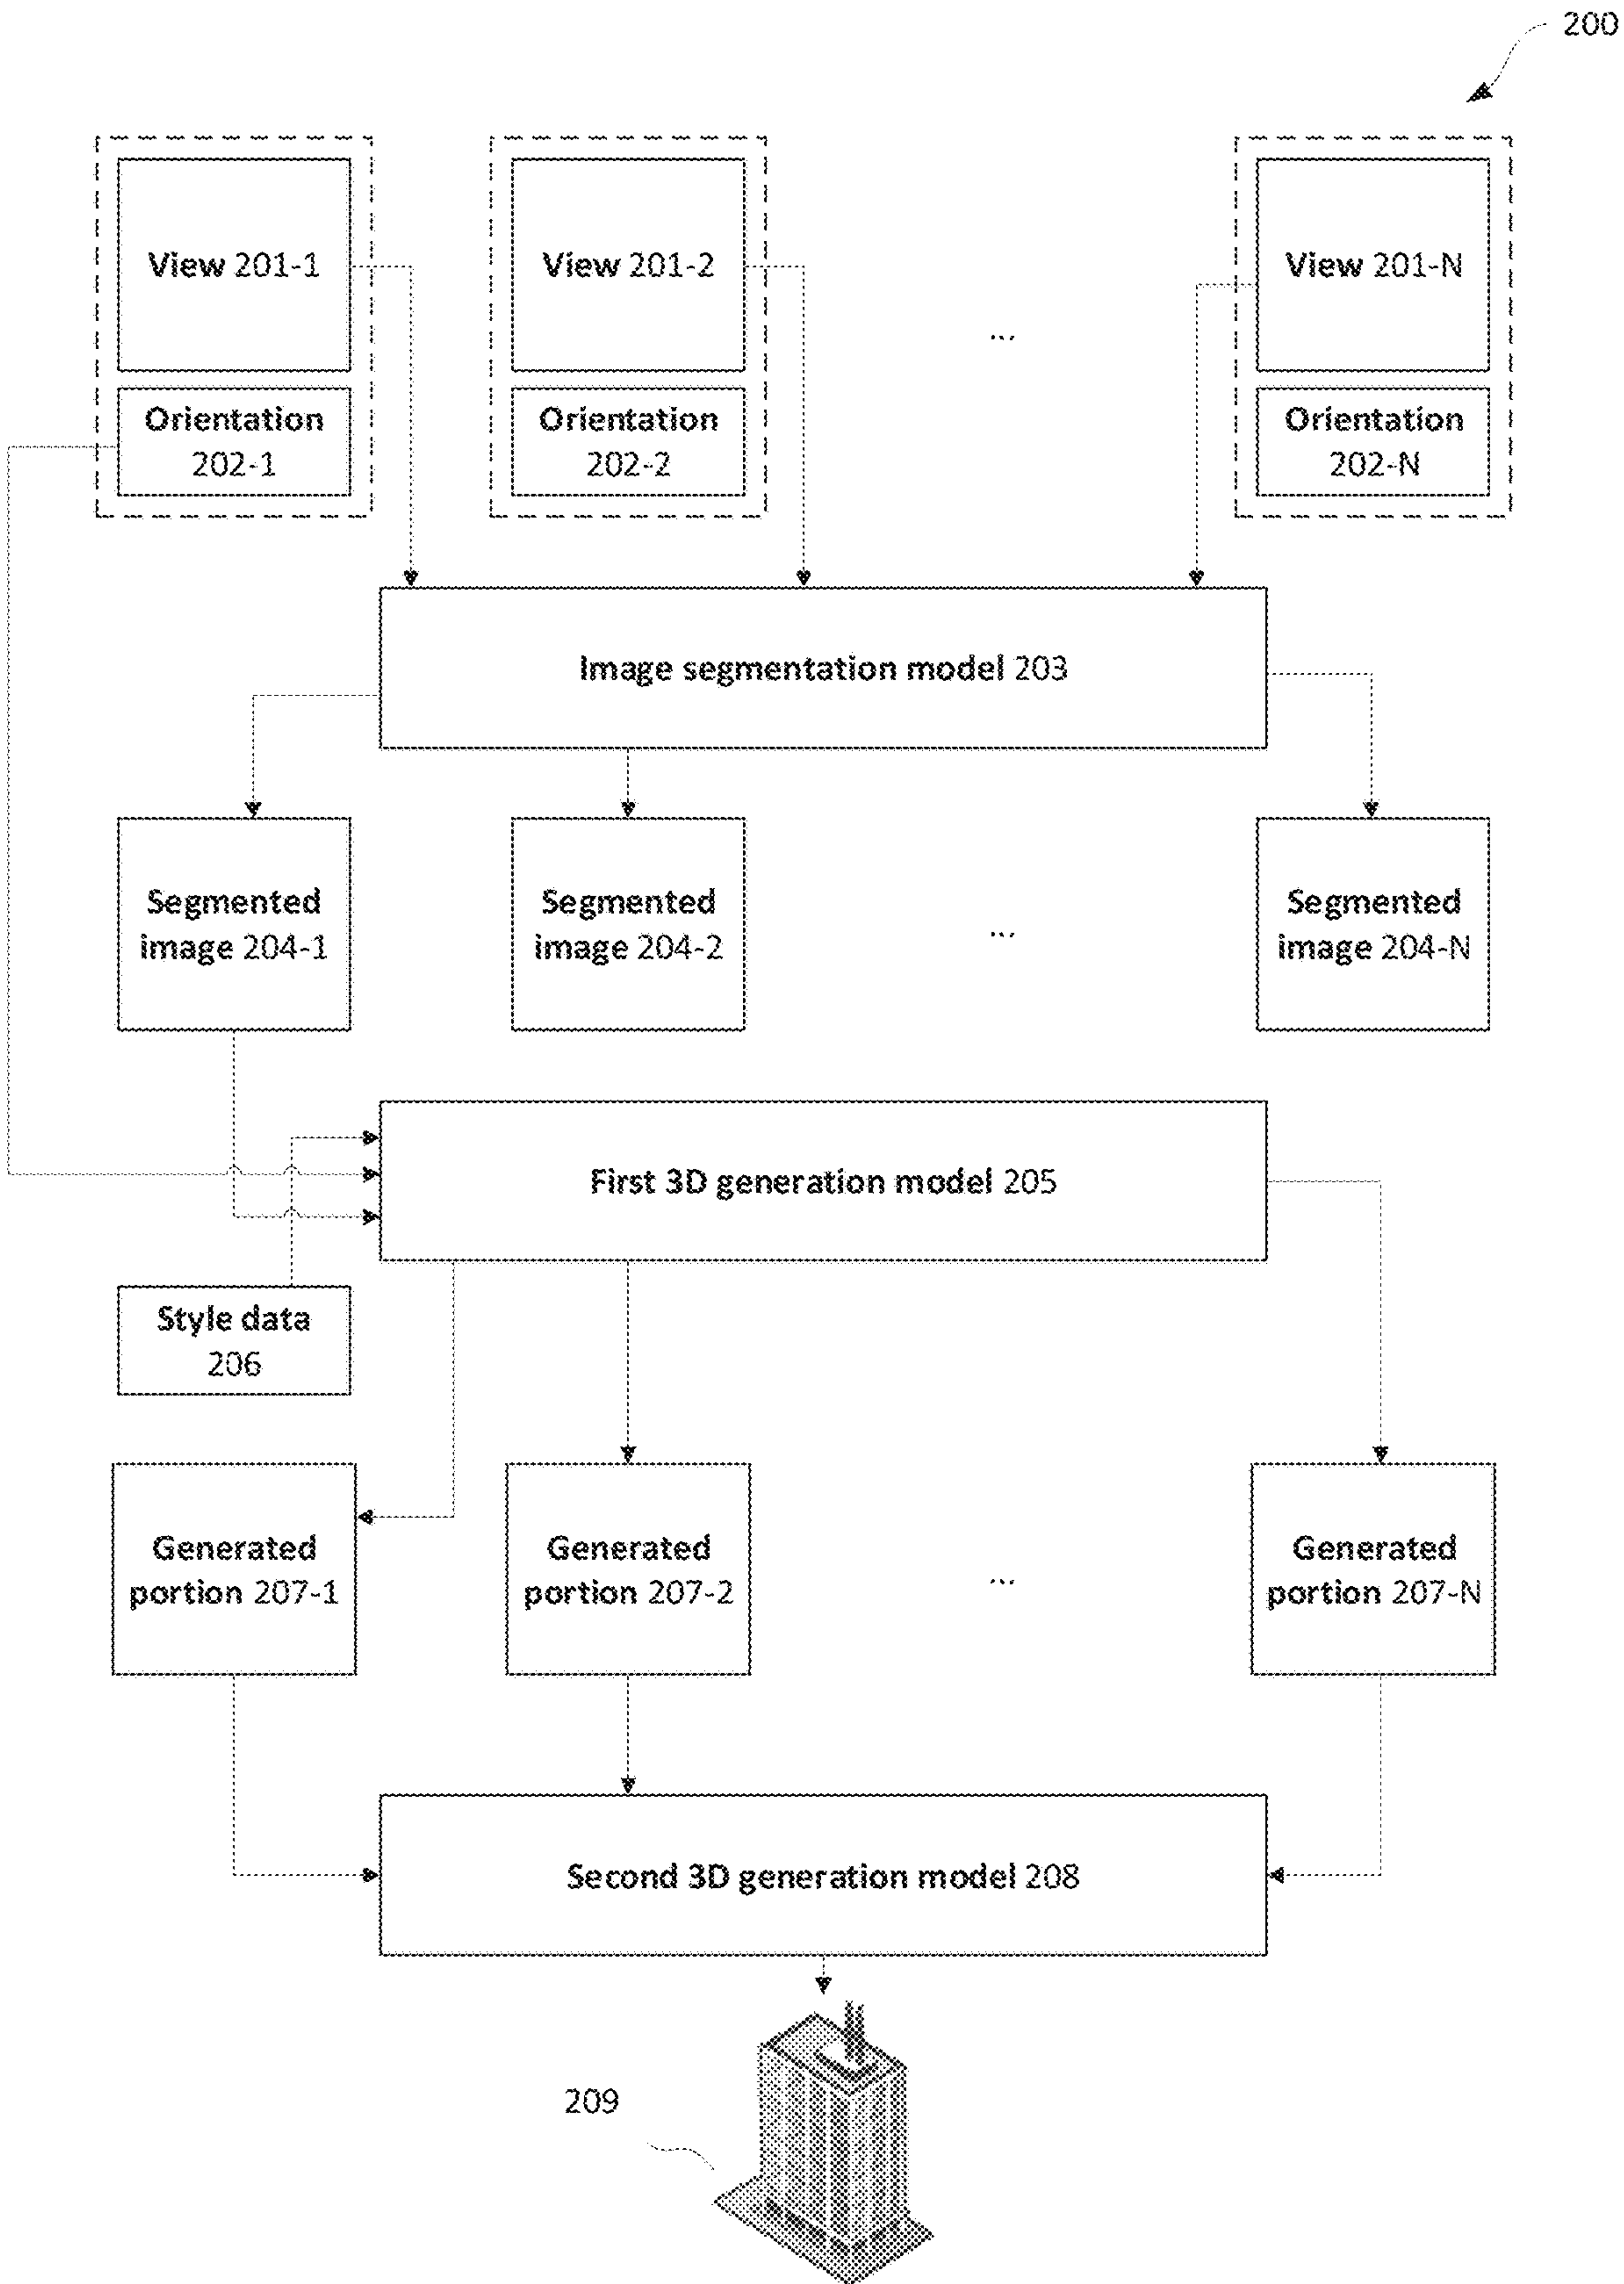 200
View 201-1
View 201-2
...
View 201-N
Orientation
202-1
Orientation
202-2
Orientation
202-N
Image segmentation model 203
Segmented
image 204-1
Segmented
image 204-2
...
Segmented
image 204-N
First 3D generation model 205
Style data
206
Generated
portion 207-1
Generated
portion 207-2
...
Generated
portion 207-N
Second 3D generation model 208
209